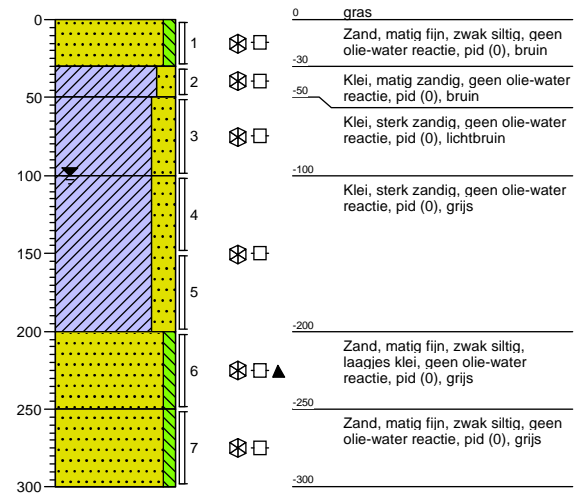 0
50
100
150
200
250
300
1
2
3
4
5
6
7
0
gras
Zand, matig fijn, zwak siltig, geen
olie-water reactie, pid (0), bruin
-30
Klei, matig zandig, geen olie-water
reactie, pid (0), bruin
-50
Klei, sterk zandig, geen olie-water
reactie, pid (0), lichtbruin
-100
Klei, sterk zandig, geen olie-water
reactie, pid (0), grijs
-200
Zand, matig fijn, zwak siltig,
laagjes klei, geen olie-water
reactie, pid (0), grijs
-250
Zand, matig fijn, zwak siltig, geen
olie-water reactie, pid (0), grijs
-300